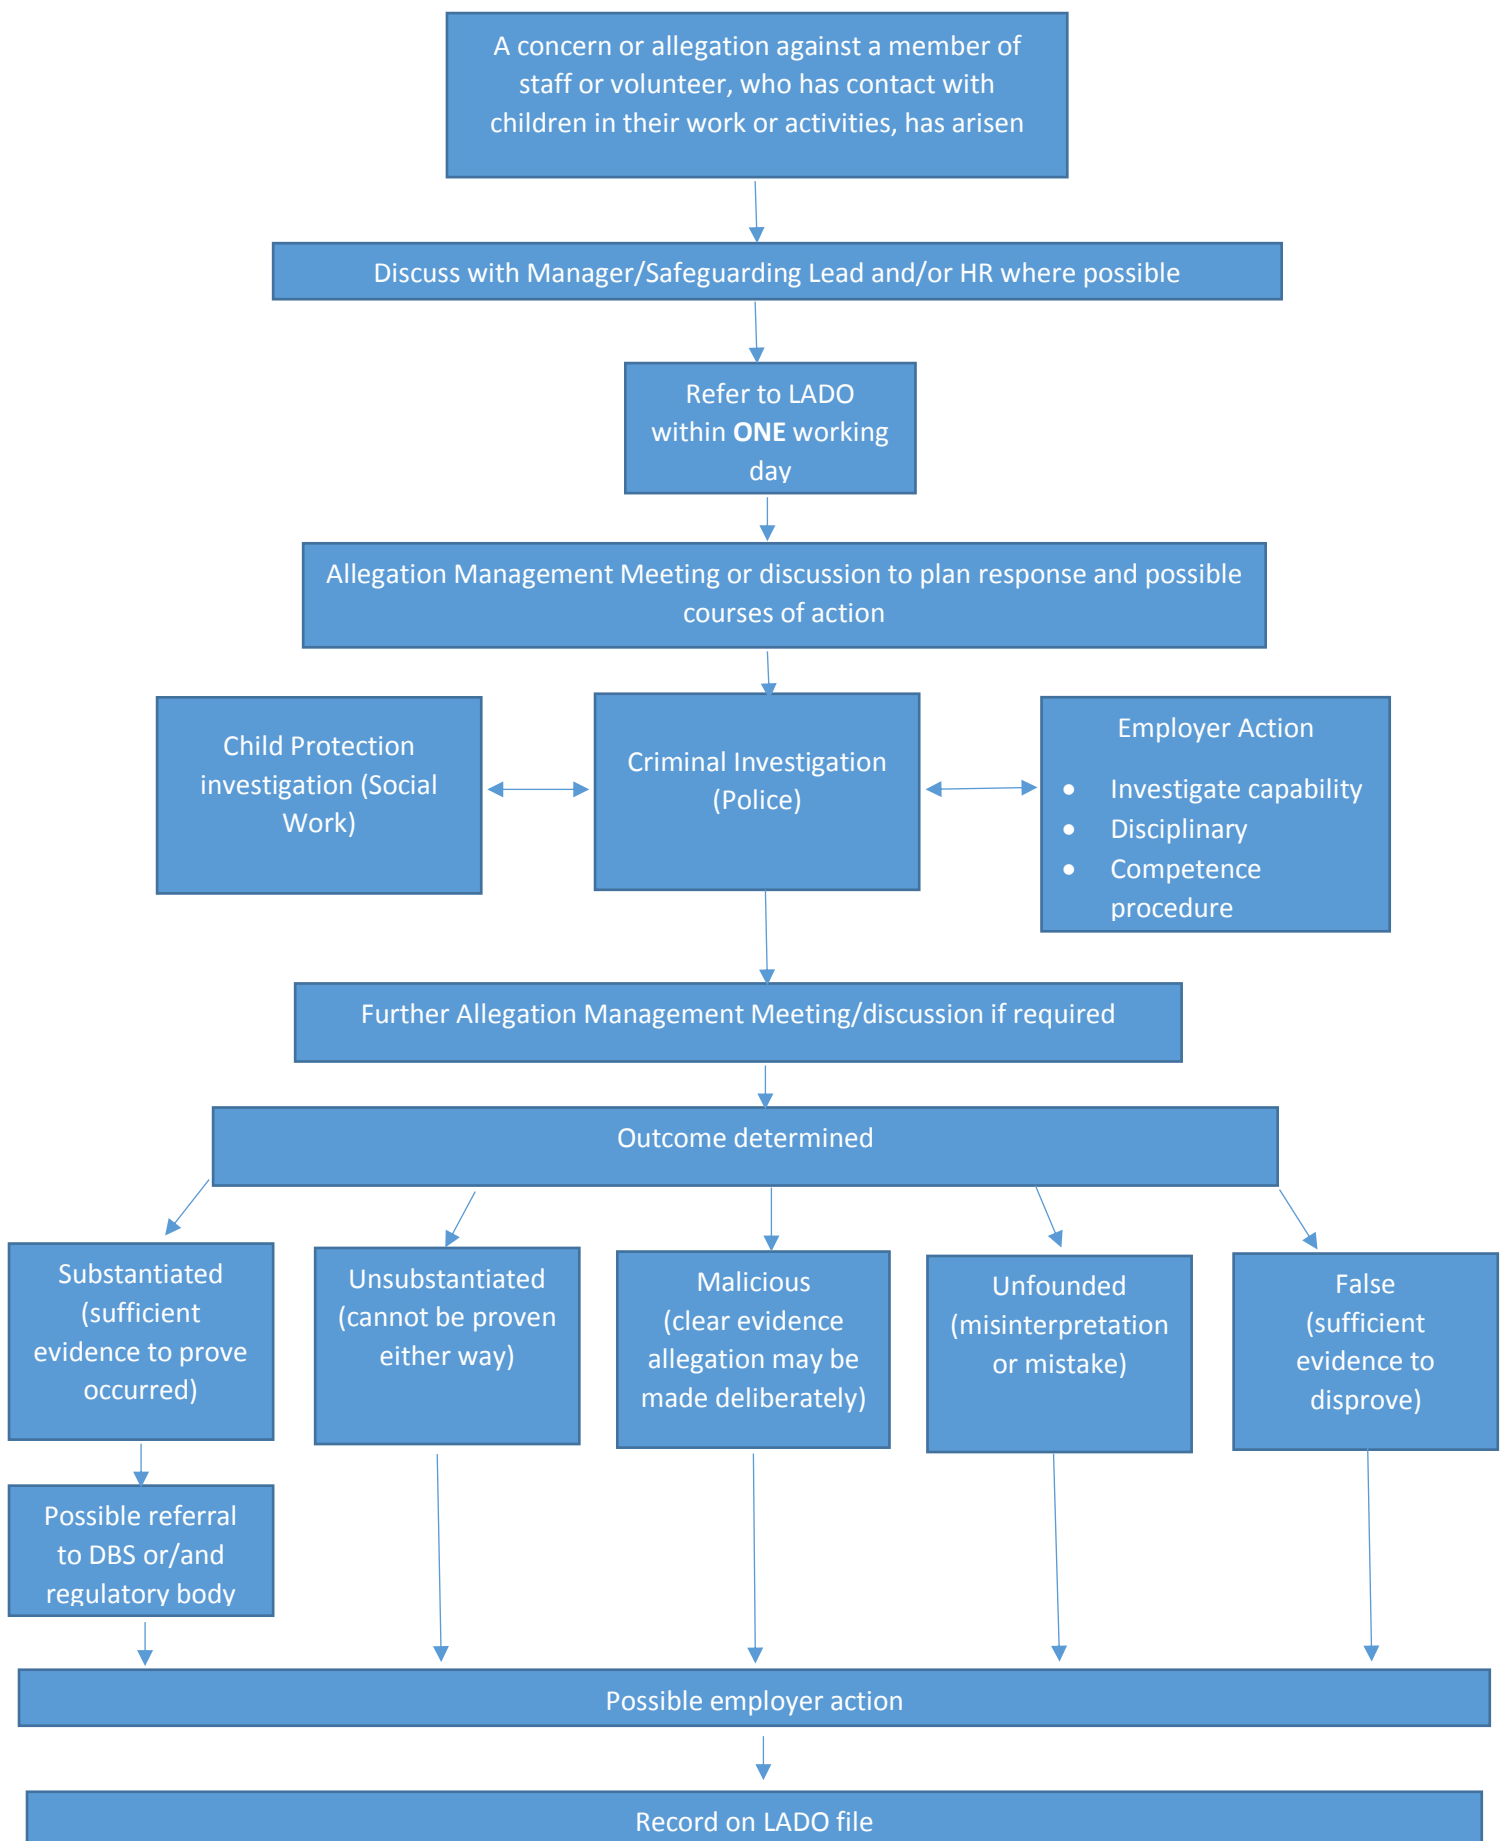 A concern or allegation against a member of
staff or volunteer, who has contact with
children in their work or activities, has arisen
Discuss with Manager/Safeguarding Lead and/or HR where possible
Refer to LADO
within ONE working
day
Allegation Management Meeting or discussion to plan response and possible
courses of action
Child Protection
investigation (Social
Work)
Criminal Investigation
(Police)
Employer Action
• Investigate capability
• Disciplinary
• Competence
procedure
Further Allegation Management Meeting/discussion if required
Outcome determined
Substantiated
(sufficient
evidence to prove
occurred)
Unsubstantiated
(cannot be proven
either way)
Malicious
(clear evidence
allegation may be
made deliberately)
Unfounded
(misinterpretation
or mistake)
False
(sufficient
evidence to
disprove)
Possible referral
to DBS or/and
regulatory body
Possible employer action
Record on LADO file